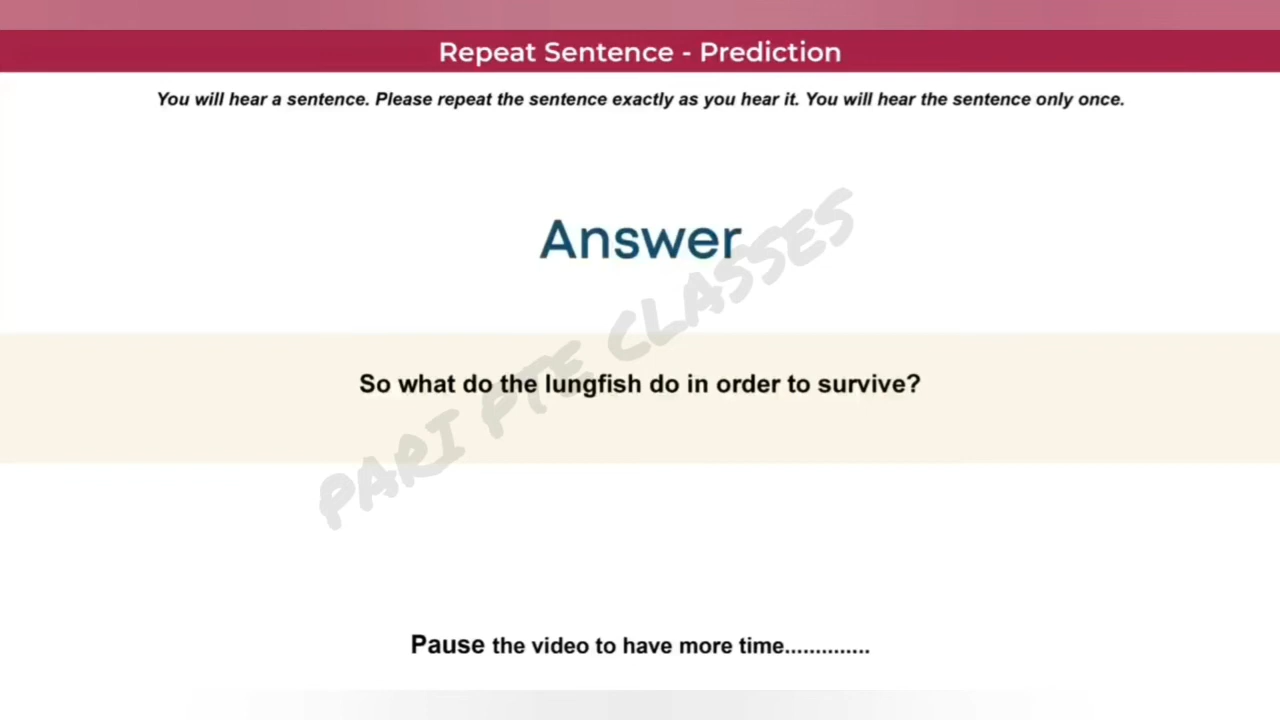 Repeat Sentence - Prediction
You will hear a sentence. Please repeat the sentence exactly as you hear it. You will hear the sentence only once.
Answer
PARI PTE CLASSES
So what do the lungfish do in order to survive?
Pause the video to have more time..............